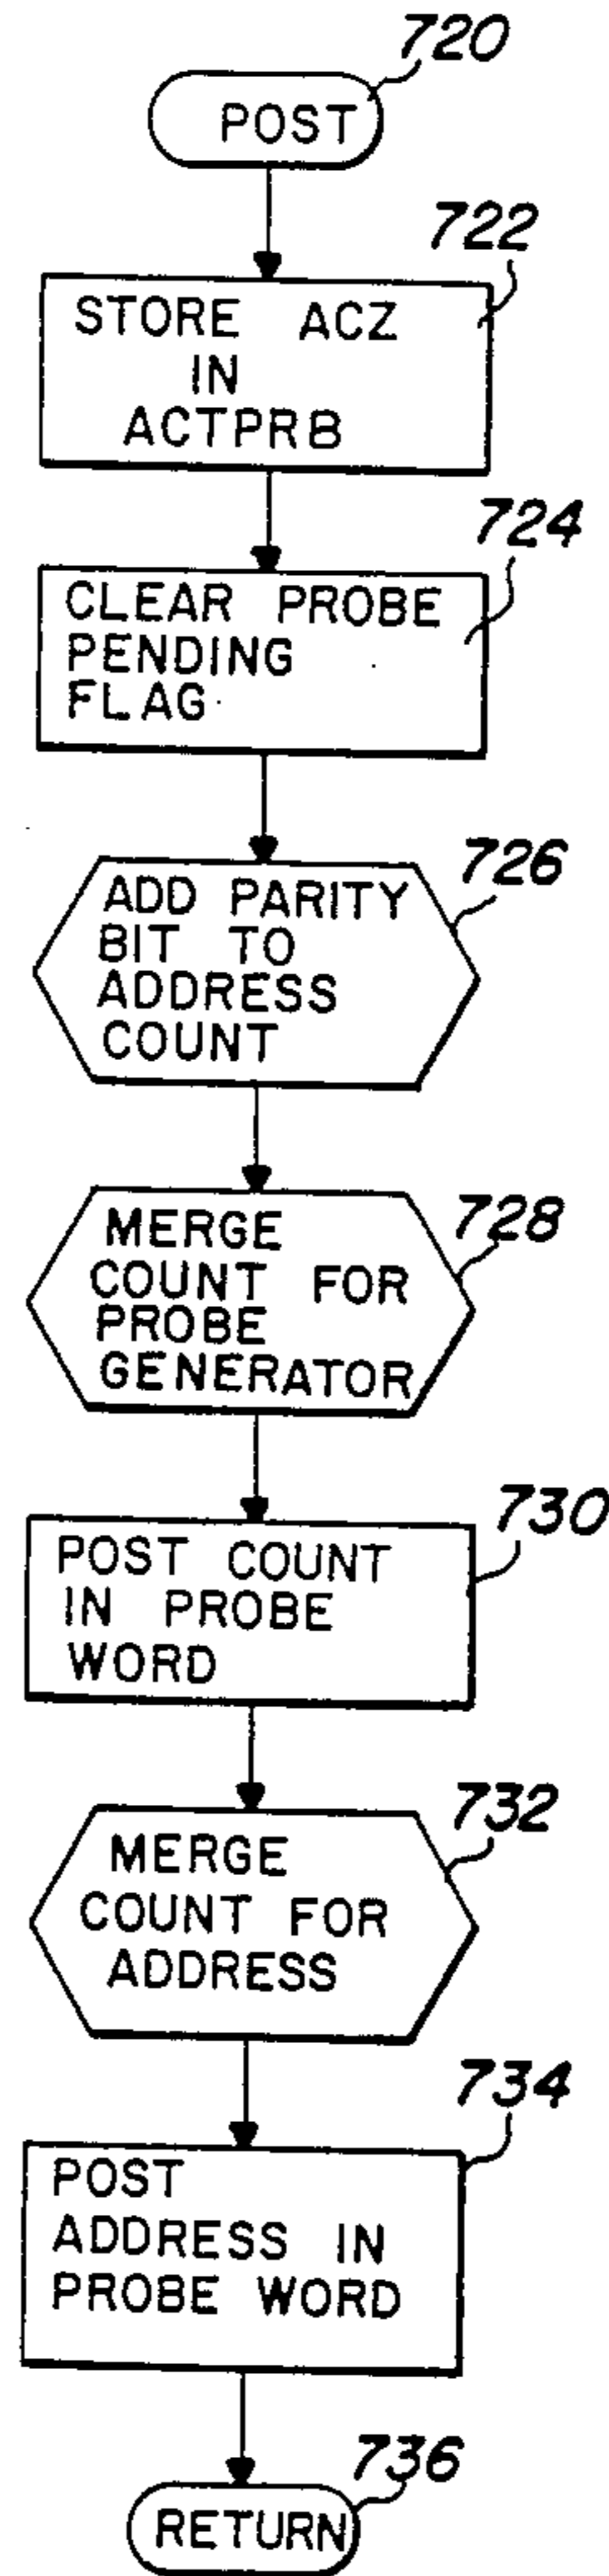 720
POST
722
STORE ACZ
IN
ACTPRB
724
CLEAR PROBE
PENDING
FLAG
726
ADD PARITY
BIT TO
ADDRESS
COUNT
728
MERGE
COUNT FOR
PROBE
GENERATOR
730
POST COUNT
IN PROBE
WORD
732
MERGE
COUNT FOR
ADDRESS
734
POST
ADDRESS IN
PROBE WORD
736
RETURN